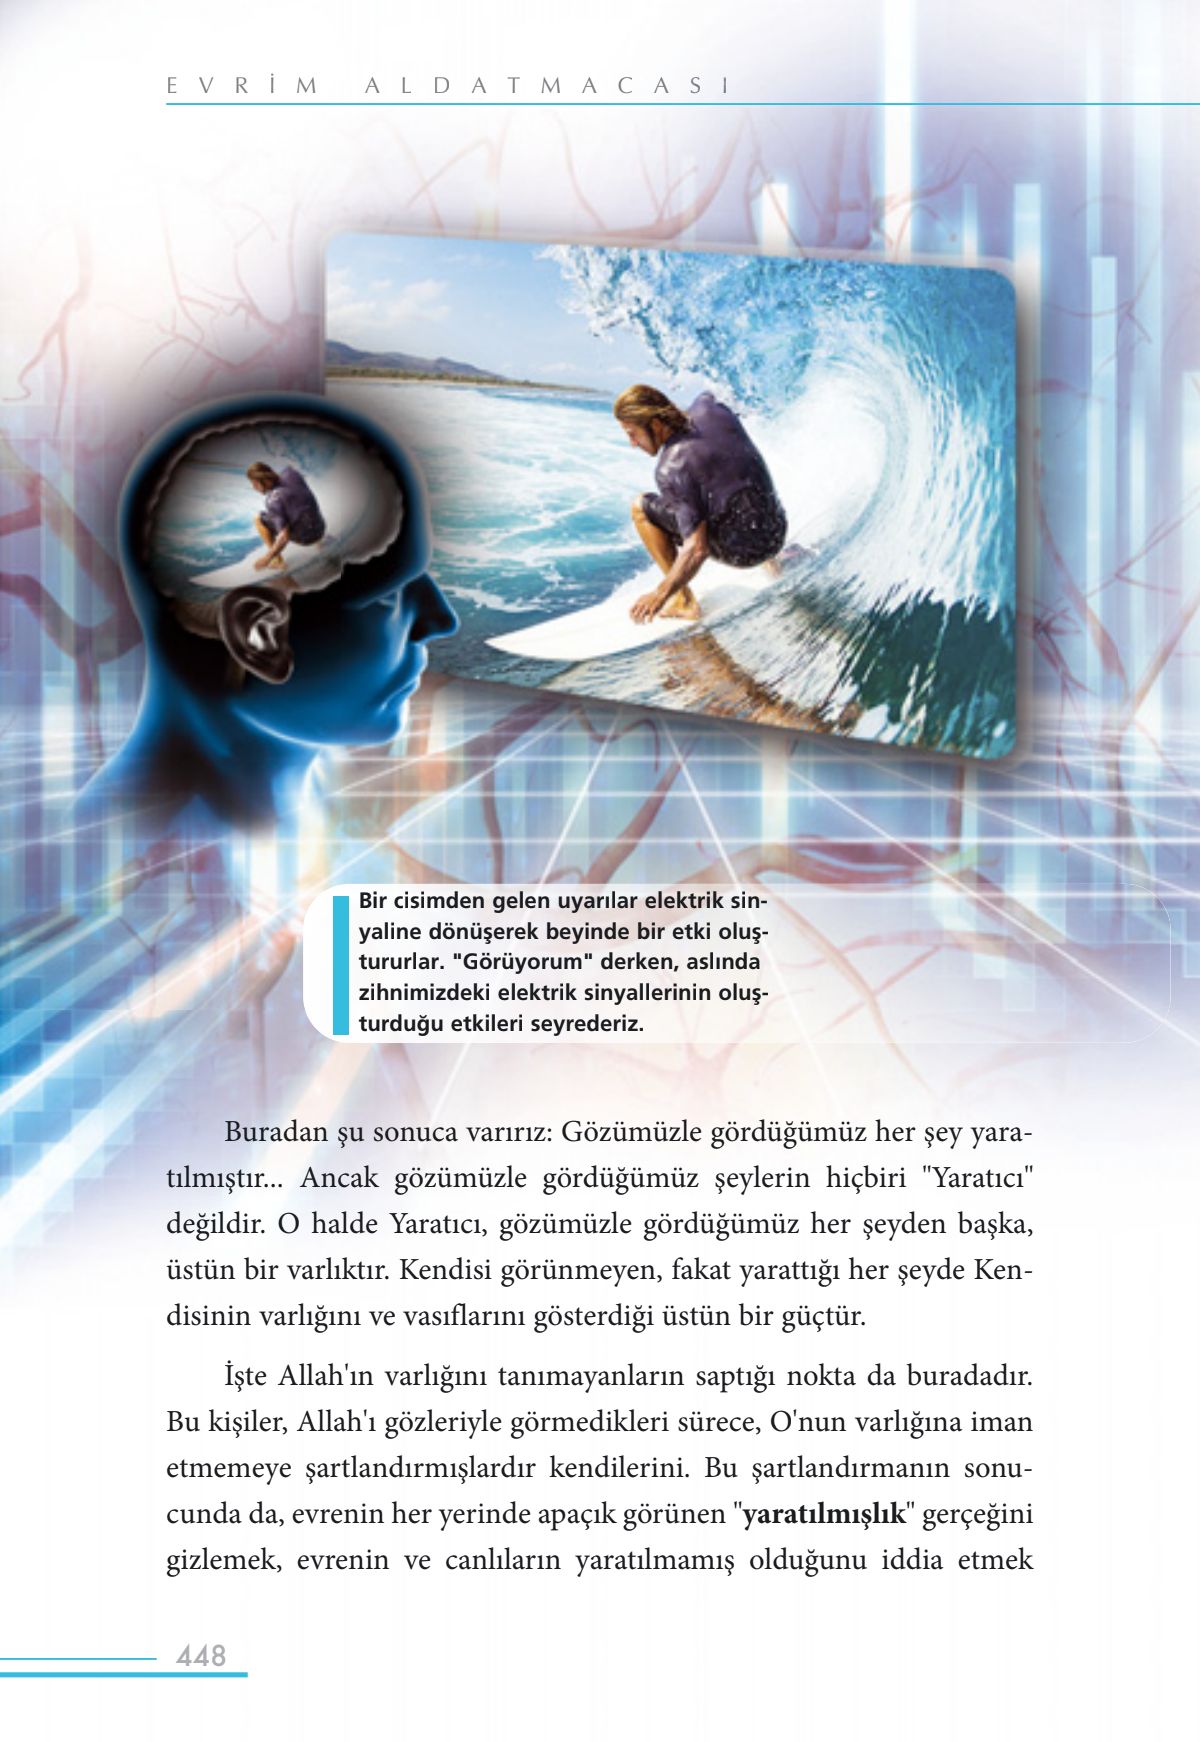 EVRİM ALDATMACASI
Bir cisimden gelen uyarılar elektrik sin-
yaline dönüşerek beyinde bir etki oluş-
tururlar. "Görüyorum" derken, aslında
zihnimizdeki elektrik sinyallerinin oluş-
turduğu etkileri seyrederiz.
Buradan şu sonuca varırız: Gözümüzle gördüğümüz her şey yara-
tılmıştır... Ancak gözümüzle gördüğümüz şeylerin hiçbiri "Yaratıcı"
değildir. O halde Yaratıcı, gözümüzle gördüğümüz her şeyden başka,
üstün bir varlıktır. Kendisi görünmeyen, fakat yarattığı her şeyde Ken-
disinin varlığını ve vasıflarını gösterdiği üstün bir güçtür.
İşte Allah'ın varlığını tanımayanların saptığı nokta da buradadır.
Bu kişiler, Allah'ı gözleriyle görmedikleri sürece, O'nun varlığına iman
etmemeye şartlandırmışlardır kendilerini. Bu şartlandırmanın sonu-
cunda da, evrenin her yerinde apaçık görünen "yaratılmışlık" gerçeğini
gizlemek, evrenin ve canlıların yaratılmamış olduğunu iddia etmek
448